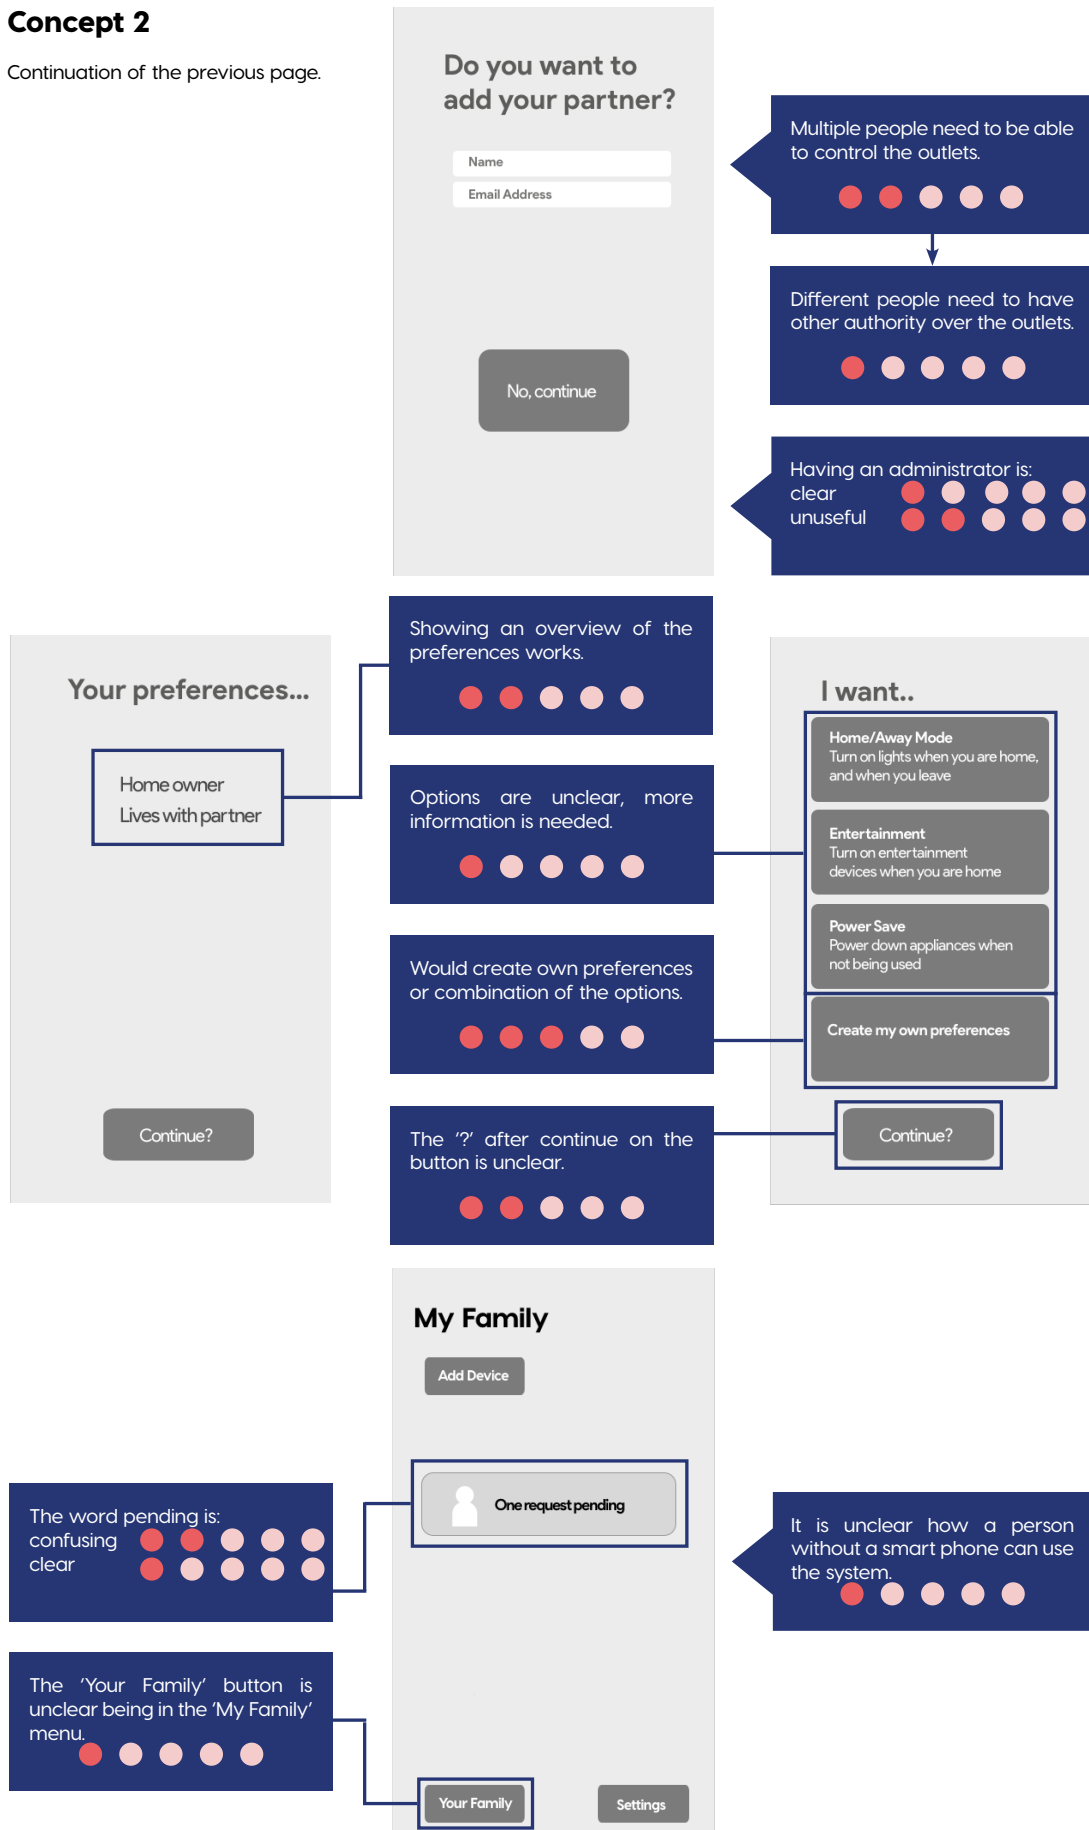 Concept 2
Continuation of the previous page.
Do you want to
add your partner?
Name
Email Address
No, continue
Multiple people need to be able
to control the outlets.
Different people need to have
other authority over the outlets.
Having an administrator is:
clear
unuseful
Your preferences...
Home owner
Lives with partner
Continue?
Showing an overview of the
preferences works.
Options are unclear, more
information is needed.
Would create own preferences
or combination of the options.
The '?' after continue on the
button is unclear.
I want..
Home/Away Mode
Turn on lights when you are home,
and when you leave
Entertainment
Turn on entertainment
devices when you are home
Power Save
Power down appliances when
not being used
Create my own preferences
Continue?
My Family
Add Device
One request pending
Your Family
Settings
The word pending is:
confusing
clear
The 'Your Family' button is
unclear being in the 'My Family'
menu.
It is unclear how a person
without a smart phone can use
the system.